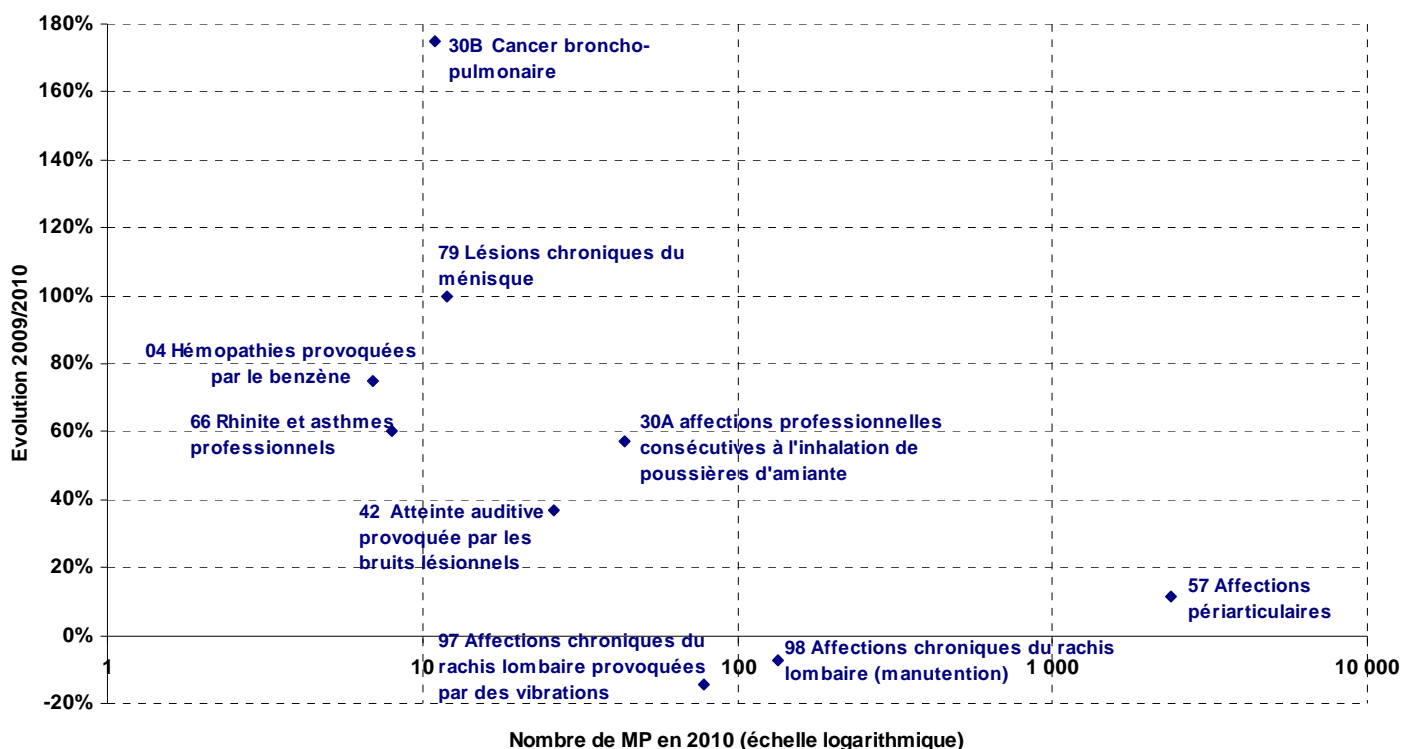 180%
160%
140%
120%
100%
80%
60%
40%
20%
0%
-20%
Evolution 2009/2010
30B Cancer broncho-
pulmonaire
79 Lésions chroniques du
ménisque
04 Hémopathies provoquées
par le benzène
66 Rhinite et asthmes
professionnels
30A affections professionnelles
consécutives à l'inhalation de
poussières d'amiante
42 Atteinte auditive
provoquée par les
bruits lésionnels
57 Affections
périarticulaires
97 Affections chroniques du
rachis lombaire provoquées
par des vibrations
98 Affections chroniques du rachis
lombaire (manutention)
1
10
100
1 000
10 000
Nombre de MP en 2010 (échelle logarithmique)